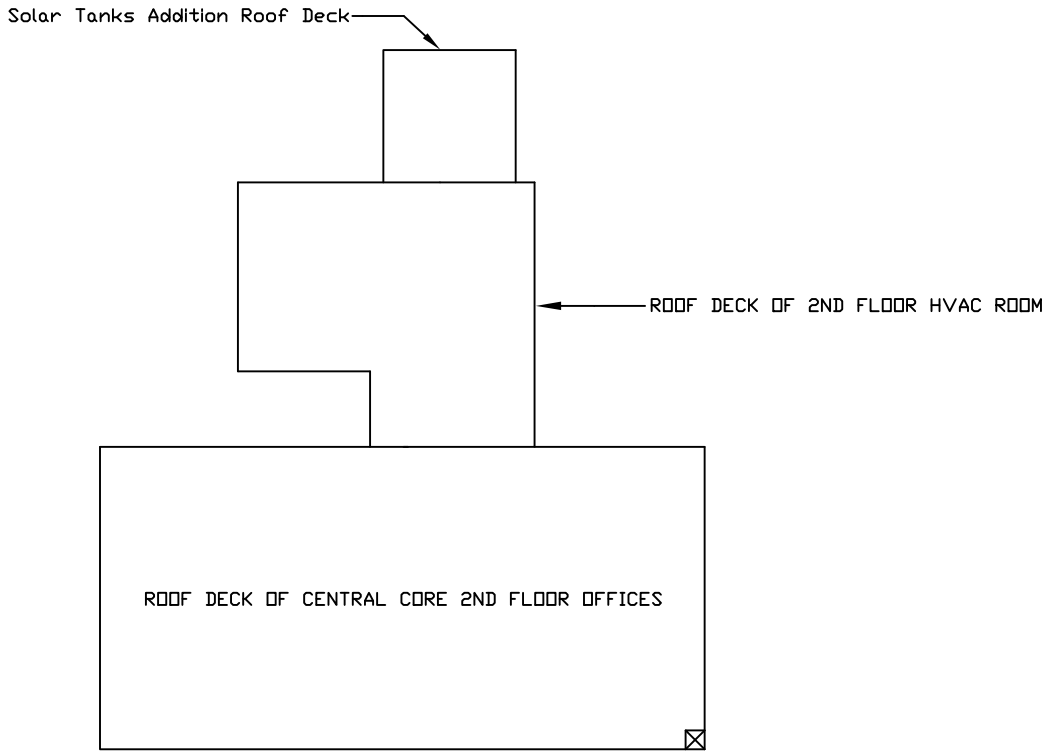 Solar Tanks Addition Roof Deck
ROOF DECK OF 2ND FLOOR HVAC ROOM
ROOF DECK OF CENTRAL CORE 2ND FLOOR OFFICES